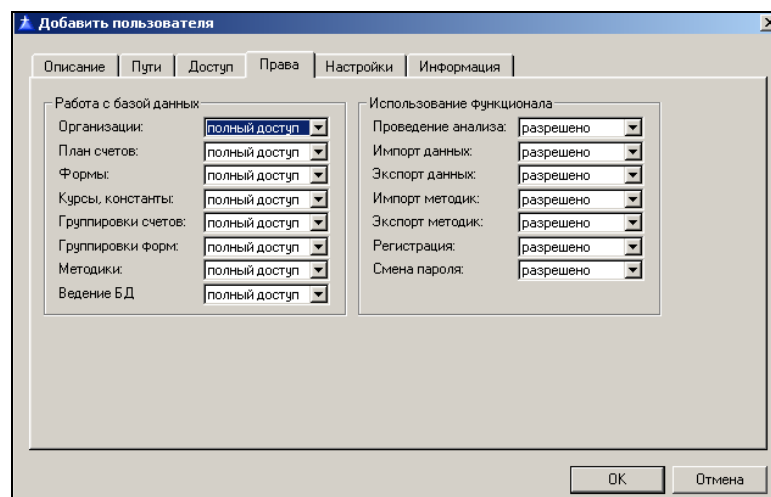 Добавить пользователя
Описание Пути Доступ Права Настройки Информация
Работа с базой данных
Организации: полный доступ
План счетов: полный доступ
Формы: полный доступ
Курсы, константы: полный доступ
Группировки счетов: полный доступ
Группировки форм: полный доступ
Методики: полный доступ
Ведение БД полный доступ
Использование функционала
Проведение анализа: разрешено
Импорт данных: разрешено
Экспорт данных: разрешено
Импорт методик: разрешено
Экспорт методик: разрешено
Регистрация: разрешено
Смена пароля: разрешено
OK Отмена